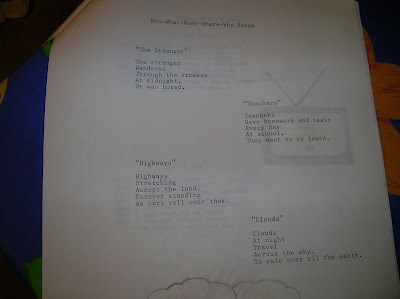 Who-What-When-Where-Why Poems
"The Stranger"
The stranger
Wandered
Through the streets
At midnight.
He was bored.
"Teachers"
Teachers
Give homework and tests
Every day
At school.
They want us to learn.
"Highways"
Highways
Stretching
Across the land.
Forever standing
As cars roll over them.
"Clouds"
Clouds
At night
Travel
Across the sky.
To rain over all the earth.